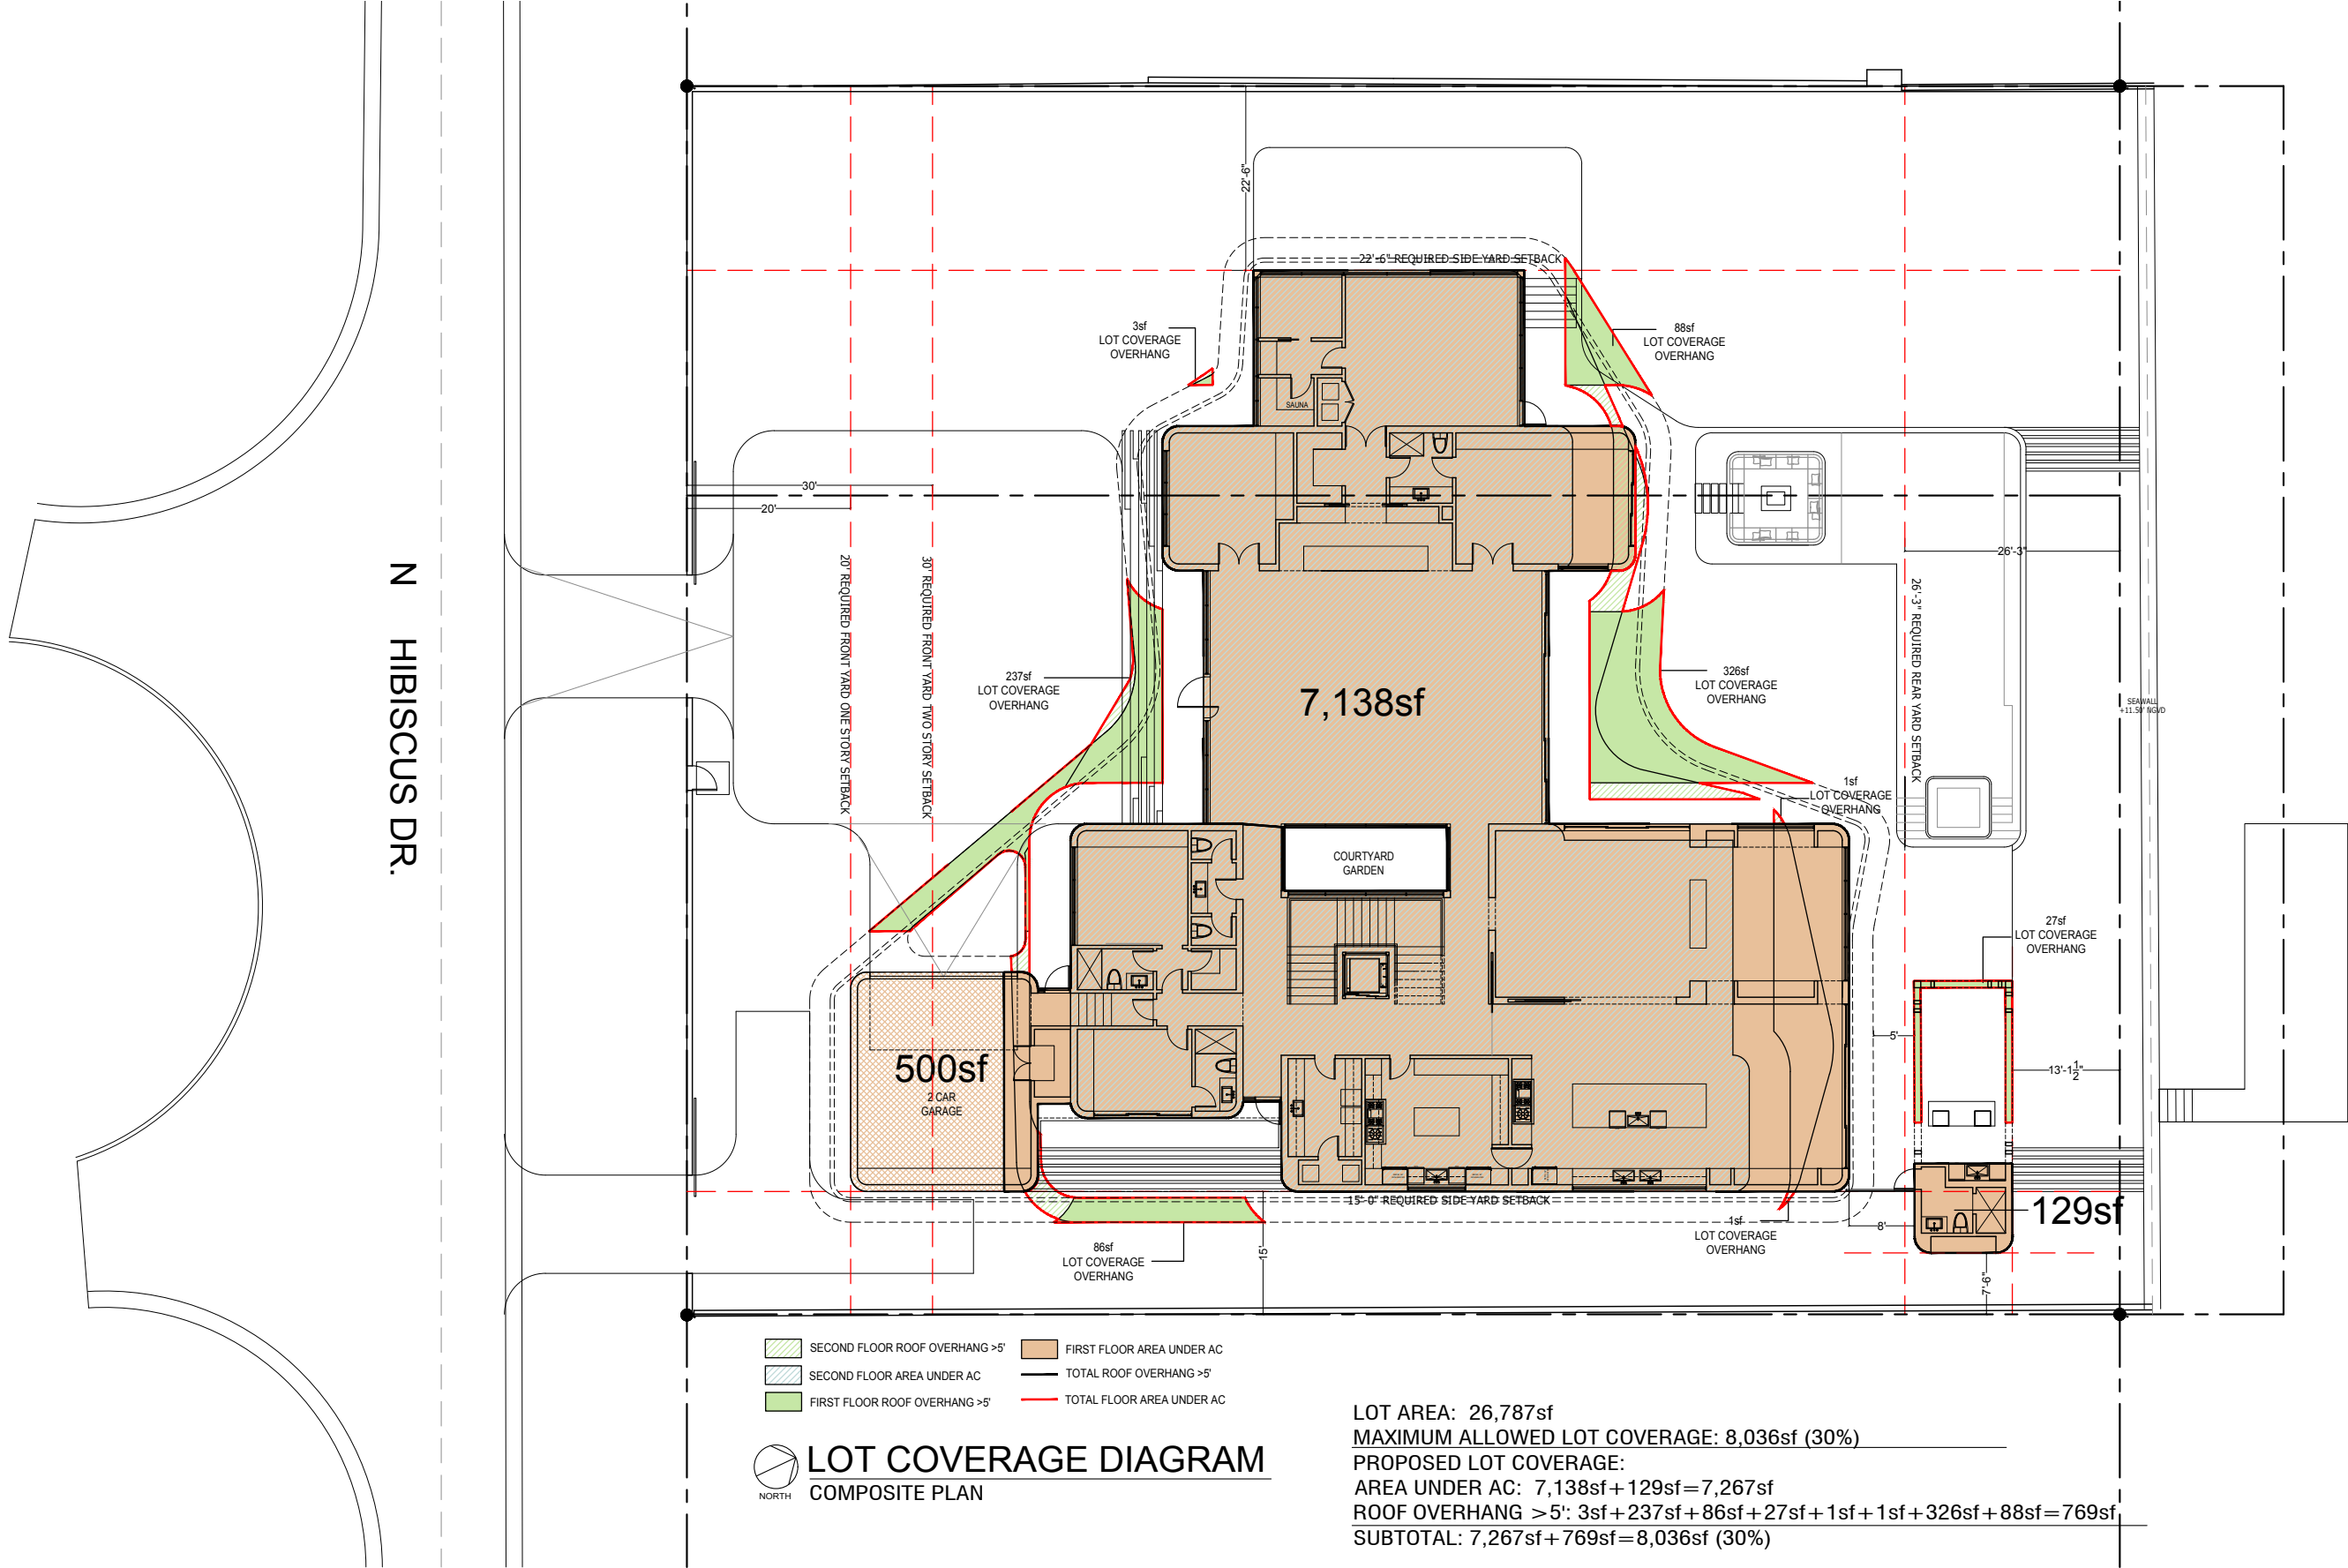 22'-6"
22'-6" REQUIRED SIDE YARD SETBACK
3sf
LOT COVERAGE
OVERHANG
88sf
LOT COVERAGE
OVERHANG
SAUNA
30'
20'
26'-3"
N HIBISCUS DR.
20' REQUIRED FRONT YARD ONE STORY SETBACK
30' REQUIRED FRONT YARD TWO STORY SETBACK
26'-3" REQUIRED REAR YARD SETBACK
237sf
LOT COVERAGE
OVERHANG
7,138sf
326sf
LOT COVERAGE
OVERHANG
SEAWALL
+11.50' NGVD
1sf
LOT COVERAGE
OVERHANG
COURTYARD
GARDEN
27sf
LOT COVERAGE
OVERHANG
5'
13'-1 1/2"
500sf
2 CAR
GARAGE
15'-0" REQUIRED SIDE YARD SETBACK
129sf
8'
1sf
LOT COVERAGE
OVERHANG
86sf
LOT COVERAGE
OVERHANG
15'
7'-6"
SECOND FLOOR ROOF OVERHANG >5'
SECOND FLOOR AREA UNDER AC
FIRST FLOOR ROOF OVERHANG >5'
FIRST FLOOR AREA UNDER AC
TOTAL ROOF OVERHANG >5'
TOTAL FLOOR AREA UNDER AC
NORTH
LOT COVERAGE DIAGRAM
COMPOSITE PLAN
LOT AREA: 26,787sf
MAXIMUM ALLOWED LOT COVERAGE: 8,036sf (30%)
PROPOSED LOT COVERAGE:
AREA UNDER AC: 7,138sf+129sf=7,267sf
ROOF OVERHANG >5': 3sf+237sf+86sf+27sf+1sf+1sf+326sf+88sf=769sf
SUBTOTAL: 7,267sf+769sf=8,036sf (30%)